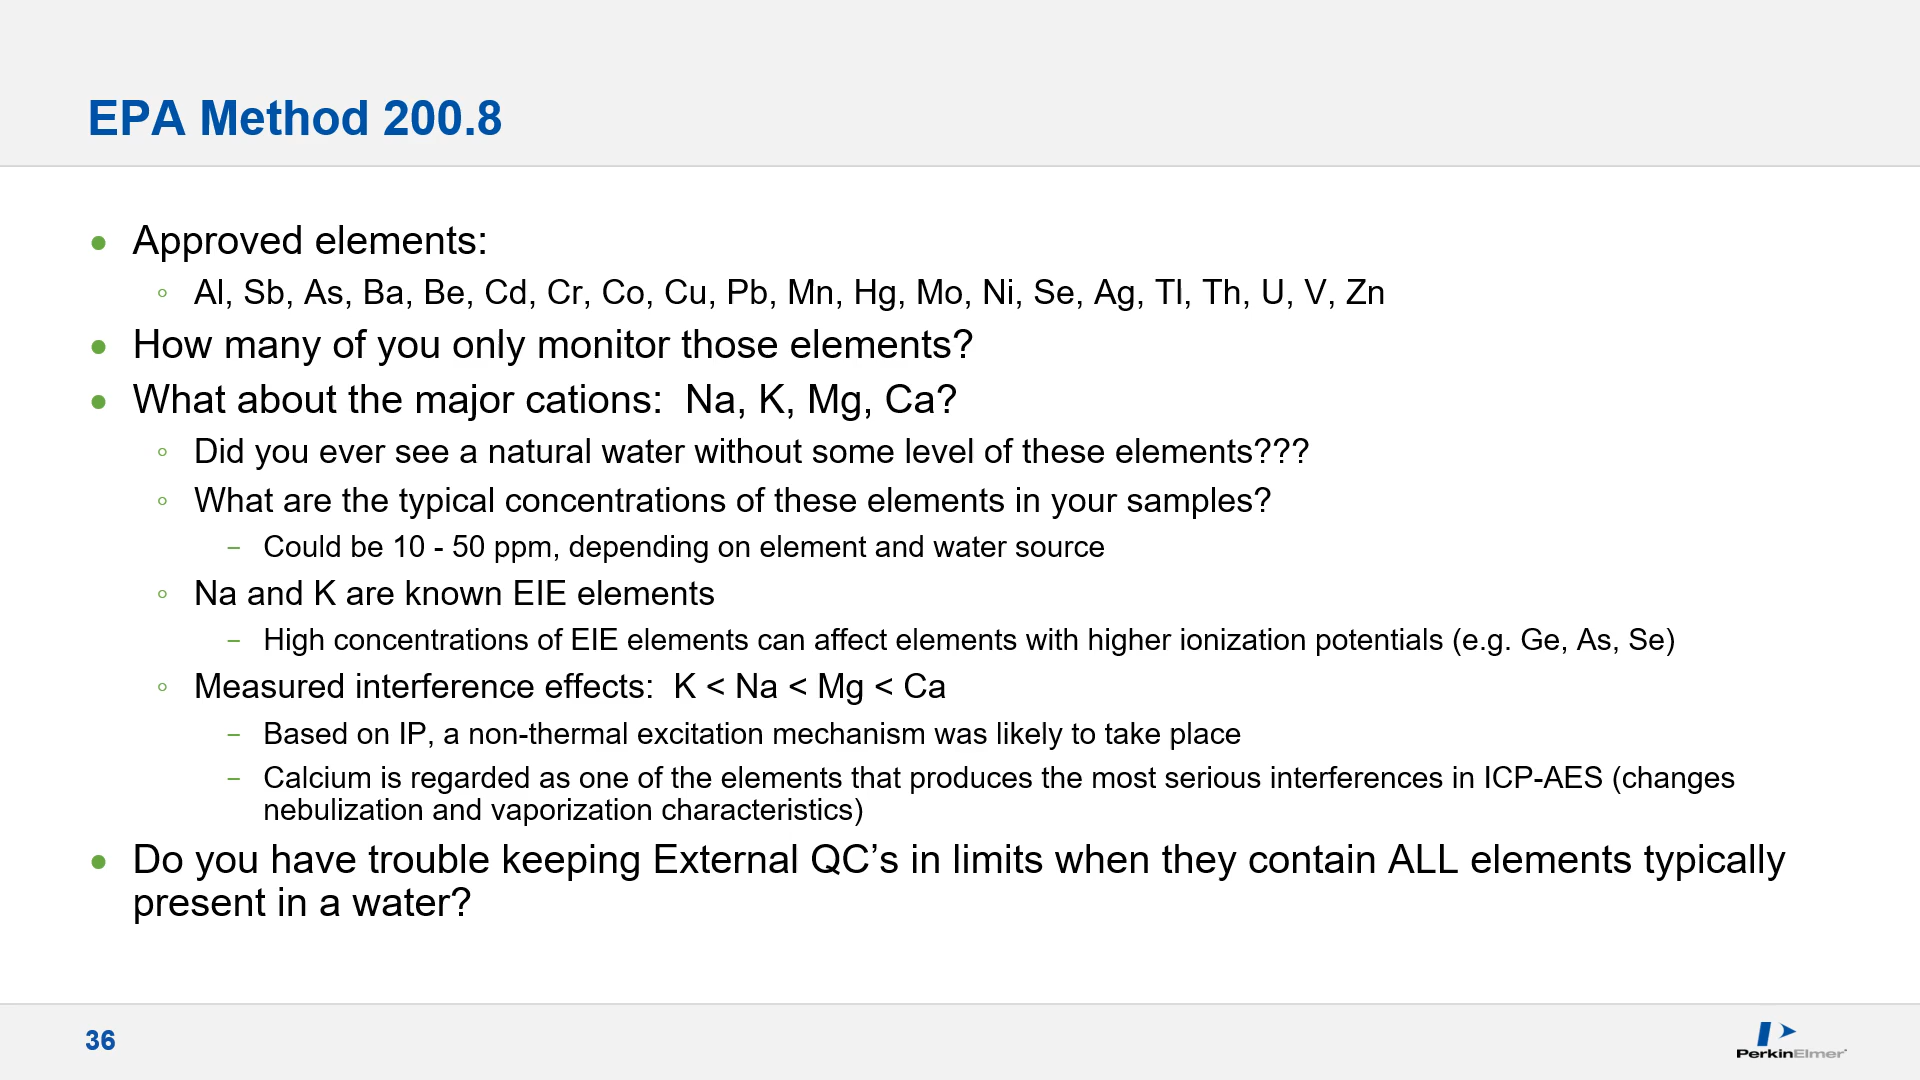 EPA Method 200.8
Approved elements:
Al, Sb, As, Ba, Be, Cd, Cr, Co, Cu, Pb, Mn, Hg, Mo, Ni, Se, Ag, Tl, Th, U, V, Zn
How many of you only monitor those elements?
What about the major cations:  Na, K, Mg, Ca?
Did you ever see a natural water without some level of these elements???
What are the typical concentrations of these elements in your samples?
Could be 10 - 50 ppm, depending on element and water source
Na and K are known EIE elements
High concentrations of EIE elements can affect elements with higher ionization potentials (e.g. Ge, As, Se)
Measured interference effects:  K < Na < Mg < Ca
Based on IP, a non-thermal excitation mechanism was likely to take place
Calcium is regarded as one of the elements that produces the most serious interferences in ICP-AES (changes
nebulization and vaporization characteristics)
Do you have trouble keeping External QC’s in limits when they contain ALL elements typically
present in a water?
36
PerkinElmer